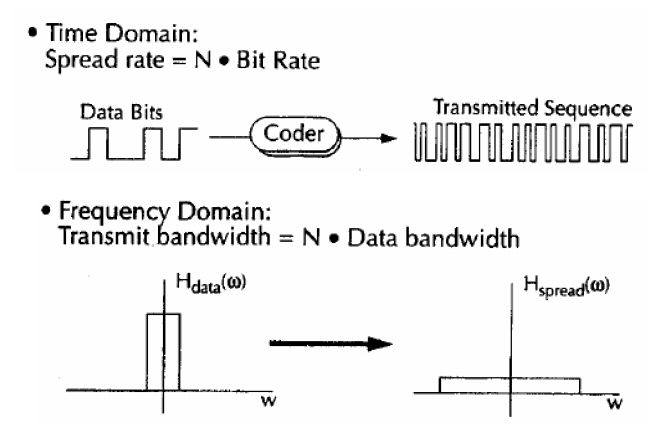 • Time Domain:
Spread rate = N • Bit Rate
Data Bits
Coder
Transmitted Sequence
• Frequency Domain:
Transmit bandwidth = N • Data bandwidth
Hdata(ω)
Hspread(ω)
w
w